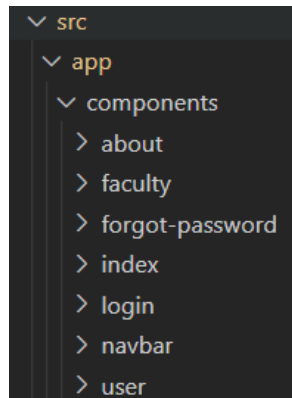 src
app
components
about
faculty
forgot-password
index
login
navbar
user